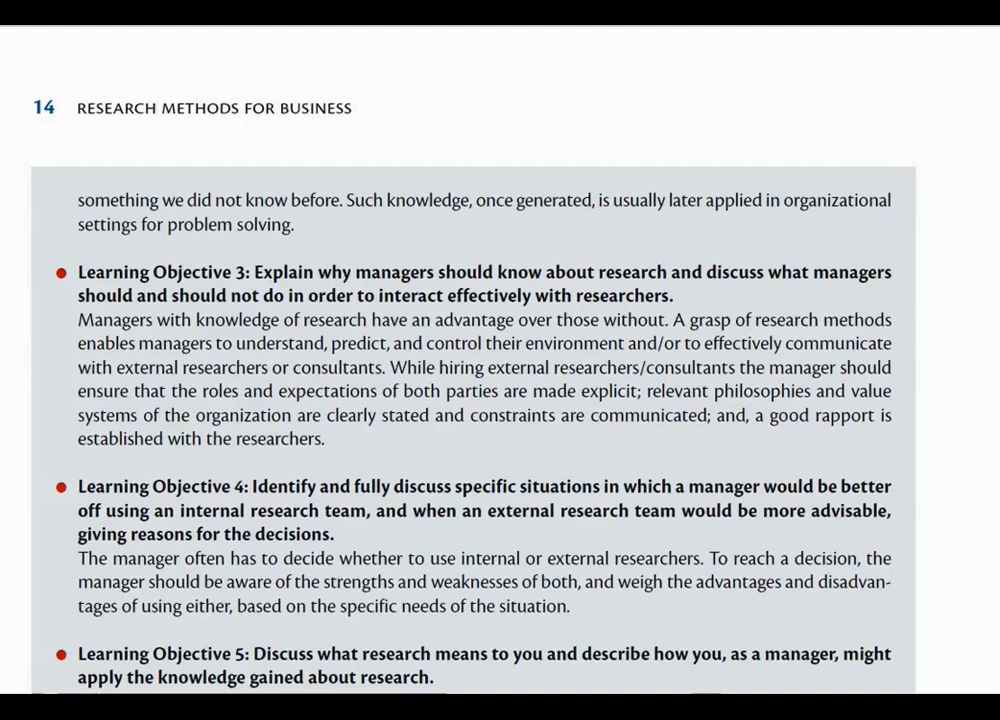 14 RESEARCH METHODS FOR BUSINESS
something we did not know before. Such knowledge, once generated, is usually later applied in organizational
settings for problem solving.
● Learning Objective 3: Explain why managers should know about research and discuss what managers
should and should not do in order to interact effectively with researchers.
Managers with knowledge of research have an advantage over those without. A grasp of research methods
enables managers to understand, predict, and control their environment and/or to effectively communicate
with external researchers or consultants. While hiring external researchers/consultants the manager should
ensure that the roles and expectations of both parties are made explicit; relevant philosophies and value
systems of the organization are clearly stated and constraints are communicated; and, a good rapport is
established with the researchers.
● Learning Objective 4: Identify and fully discuss specific situations in which a manager would be better
off using an internal research team, and when an external research team would be more advisable,
giving reasons for the decisions.
The manager often has to decide whether to use internal or external researchers. To reach a decision, the
manager should be aware of the strengths and weaknesses of both, and weigh the advantages and disadvan-
tages of using either, based on the specific needs of the situation.
● Learning Objective 5: Discuss what research means to you and describe how you, as a manager, might
apply the knowledge gained about research.